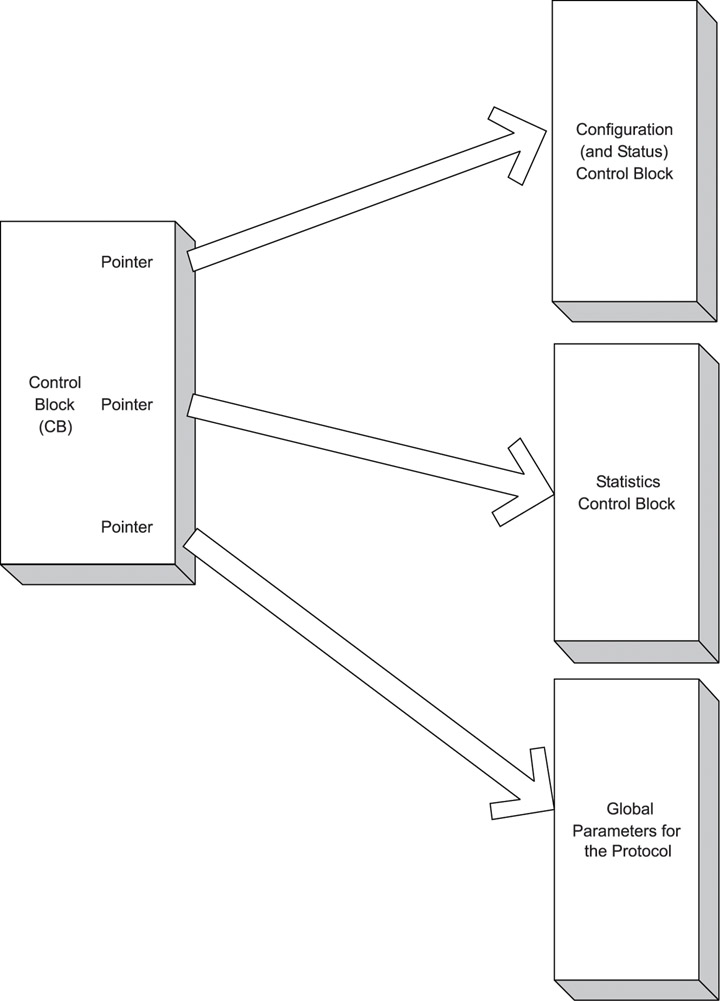 Configuration
(and Status)
Control Block
Pointer
Control
Block
(CB)
Pointer
Pointer
Statistics
Control Block
Global
Parameters for
the Protocol